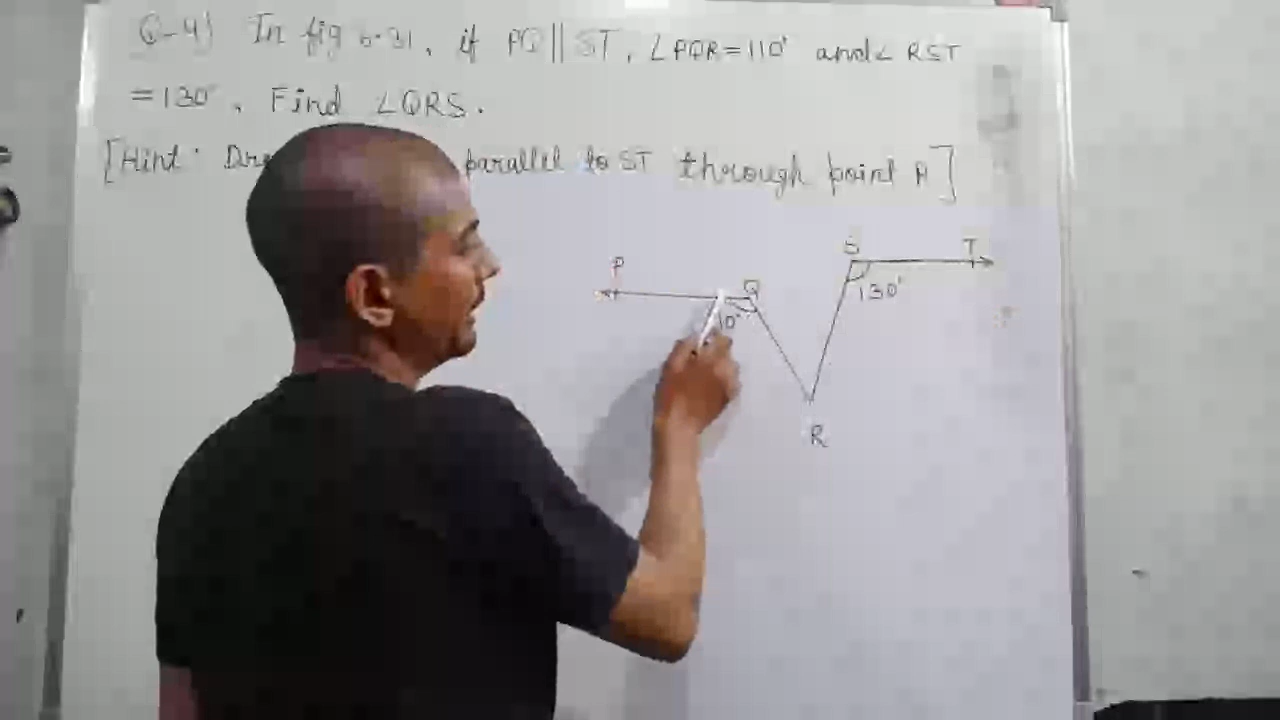 Q-4) In fig 6.31, if PQ || ST, ∠PQR = 110° and ∠ RST
= 130°. Find ∠QRS.
[Hint: parallel to ST through point R]
S T
P Q
130°
10°
R